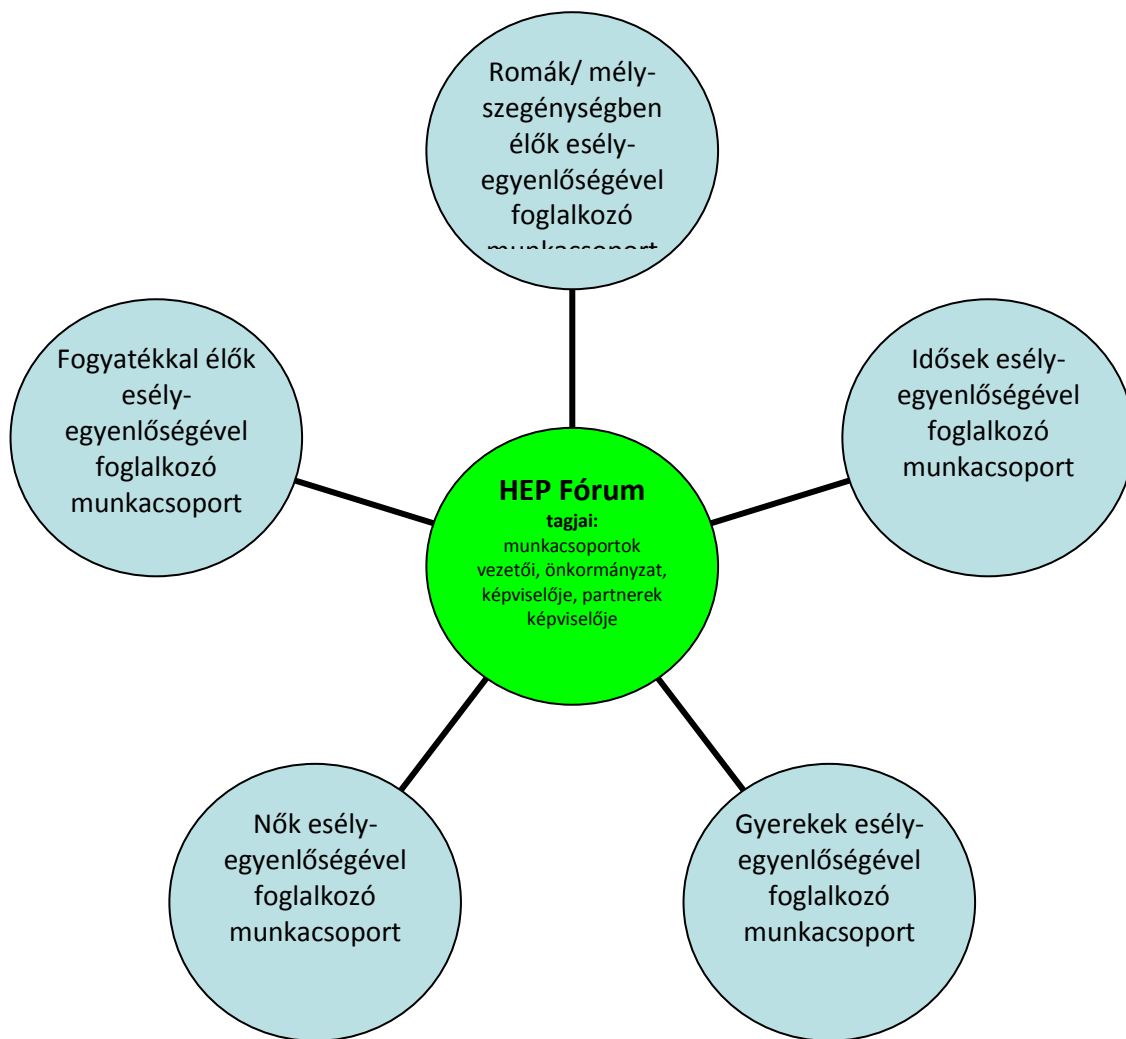 Romák/ mély-
szegénységben
élők esély-
egyenlőségével
foglalkozó
munkacsoport
Fogyatékkal élők
esély-
egyenlőségével
foglalkozó
munkacsoport
Idősek esély-
egyenlőségével
foglalkozó
munkacsoport
HEP Fórum
tagjai:
munkacsoportok
vezetői, önkormányzat,
képviselője, partnerek
képviselője
Nők esély-
egyenlőségével
foglalkozó
munkacsoport
Gyerekek esély-
egyenlőségével
foglalkozó
munkacsoport